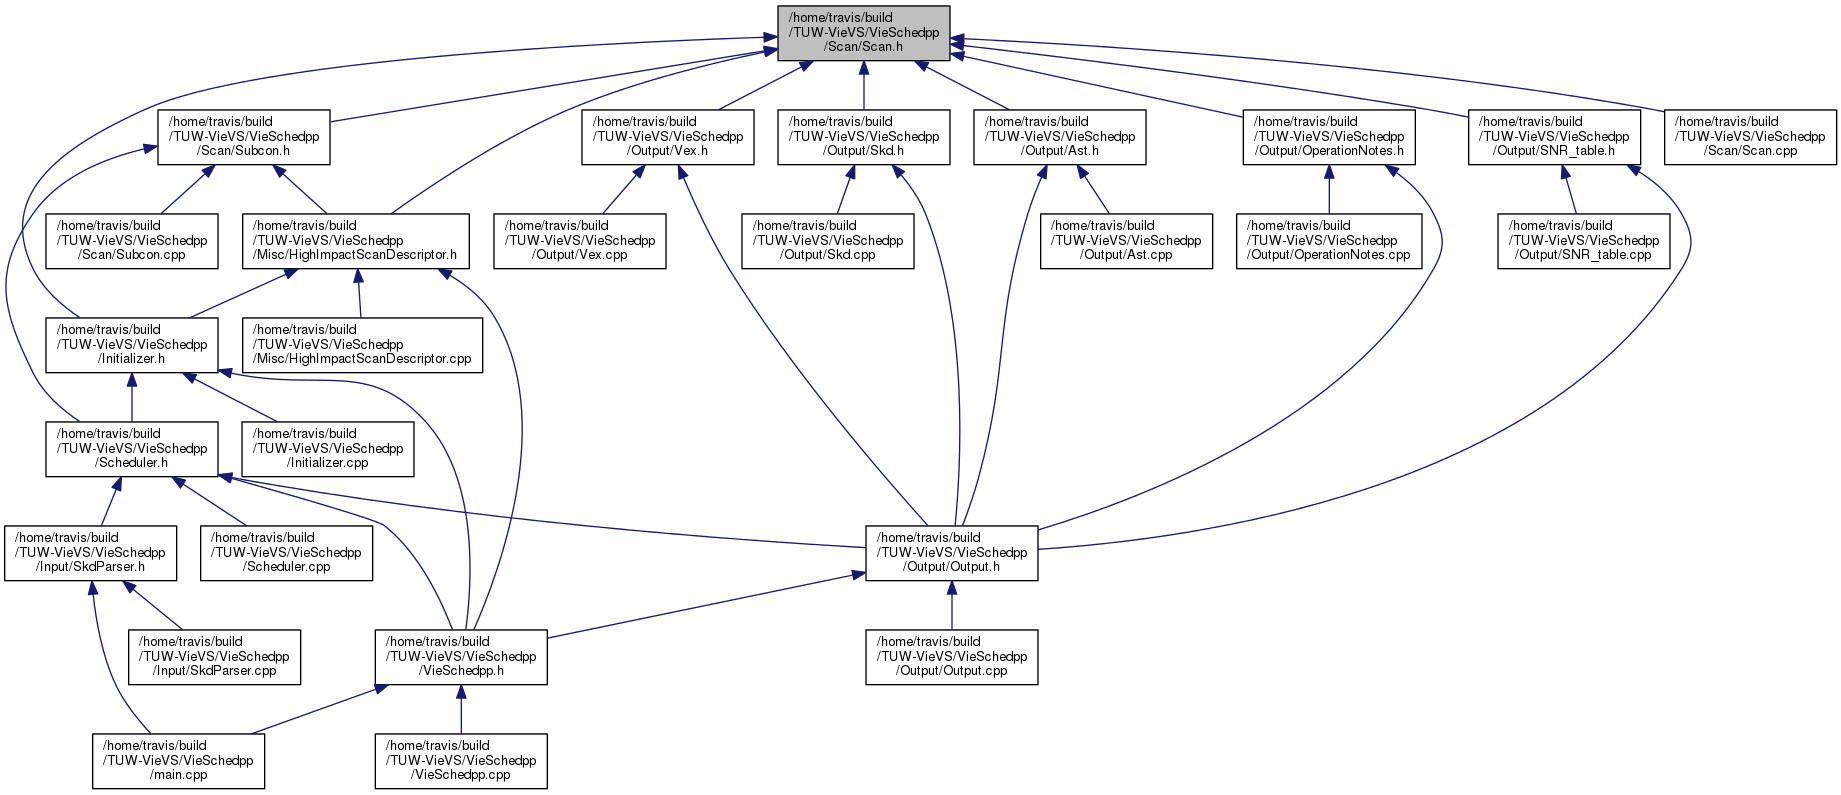 /home/travis/build
/TUW-VieVS/VieSchedpp
/Scan/Scan.h
/home/travis/build
/TUW-VieVS/VieSchedpp
/Scan/Subcon.h
/home/travis/build
/TUW-VieVS/VieSchedpp
/Output/Vex.h
/home/travis/build
/TUW-VieVS/VieSchedpp
/Output/Skd.h
/home/travis/build
/TUW-VieVS/VieSchedpp
/Output/Ast.h
/home/travis/build
/TUW-VieVS/VieSchedpp
/Output/OperationNotes.h
/home/travis/build
/TUW-VieVS/VieSchedpp
/Output/SNR_table.h
/home/travis/build
/TUW-VieVS/VieSchedpp
/Scan/Scan.cpp
/home/travis/build
/TUW-VieVS/VieSchedpp
/Scan/Subcon.cpp
/home/travis/build
/TUW-VieVS/VieSchedpp
/Misc/HighImpactScanDescriptor.h
/home/travis/build
/TUW-VieVS/VieSchedpp
/Output/Vex.cpp
/home/travis/build
/TUW-VieVS/VieSchedpp
/Output/Skd.cpp
/home/travis/build
/TUW-VieVS/VieSchedpp
/Output/Ast.cpp
/home/travis/build
/TUW-VieVS/VieSchedpp
/Output/OperationNotes.cpp
/home/travis/build
/TUW-VieVS/VieSchedpp
/Output/SNR_table.cpp
/home/travis/build
/TUW-VieVS/VieSchedpp
/Initializer.h
/home/travis/build
/TUW-VieVS/VieSchedpp
/Misc/HighImpactScanDescriptor.cpp
/home/travis/build
/TUW-VieVS/VieSchedpp
/Scheduler.h
/home/travis/build
/TUW-VieVS/VieSchedpp
/Initializer.cpp
/home/travis/build
/TUW-VieVS/VieSchedpp
/Input/SkdParser.h
/home/travis/build
/TUW-VieVS/VieSchedpp
/Scheduler.cpp
/home/travis/build
/TUW-VieVS/VieSchedpp
/Output/Output.h
/home/travis/build
/TUW-VieVS/VieSchedpp
/Input/SkdParser.cpp
/home/travis/build
/TUW-VieVS/VieSchedpp
/VieSchedpp.h
/home/travis/build
/TUW-VieVS/VieSchedpp
/Output/Output.cpp
/home/travis/build
/TUW-VieVS/VieSchedpp
/main.cpp
/home/travis/build
/TUW-VieVS/VieSchedpp
/VieSchedpp.cpp